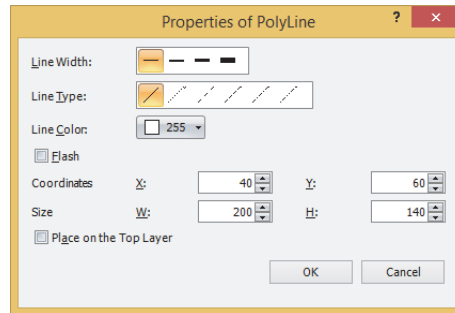 Properties of PolyLine
?
×
Line Width:
Line Type:
Line Color: 255
Flash
Coordinates X: 40 Y: 60
Size W: 200 H: 140
Place on the Top Layer
OK Cancel